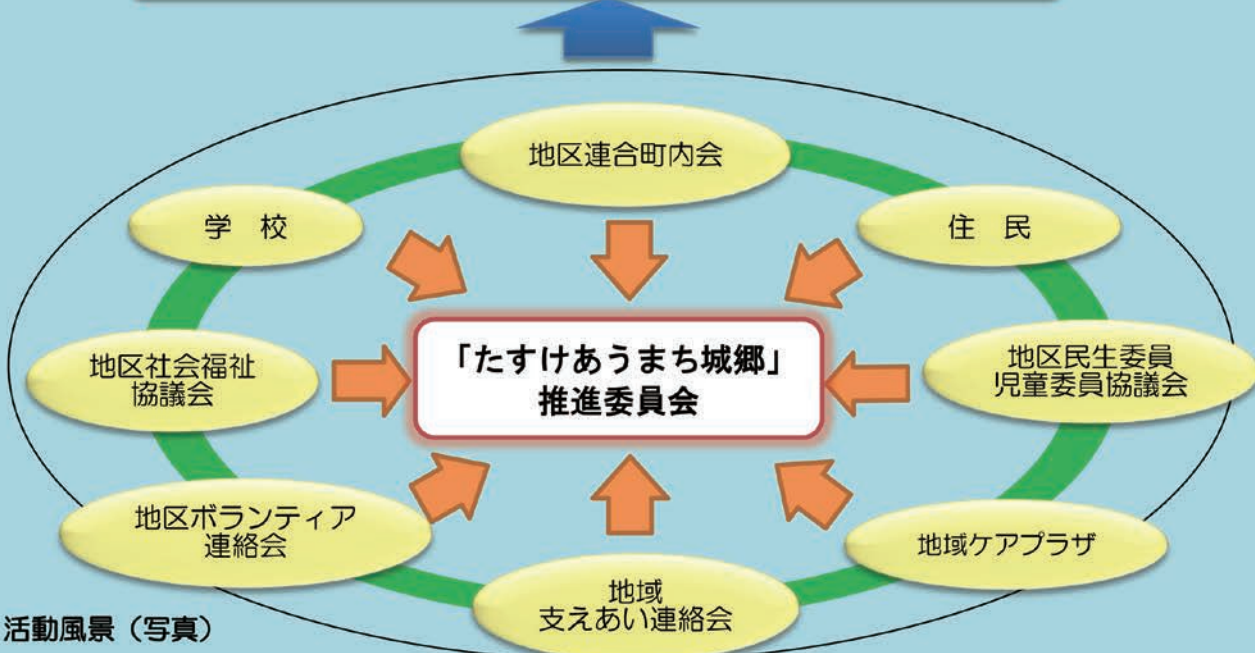 地区連合町内会
学 校
住 民
地区社会福祉
協議会
「たすけあうまち城郷」
推進委員会
地区民生委員
児童委員協議会
地区ボランティア
連絡会
地域ケアプラザ
地域
支えあい連絡会
活動風景（写真）